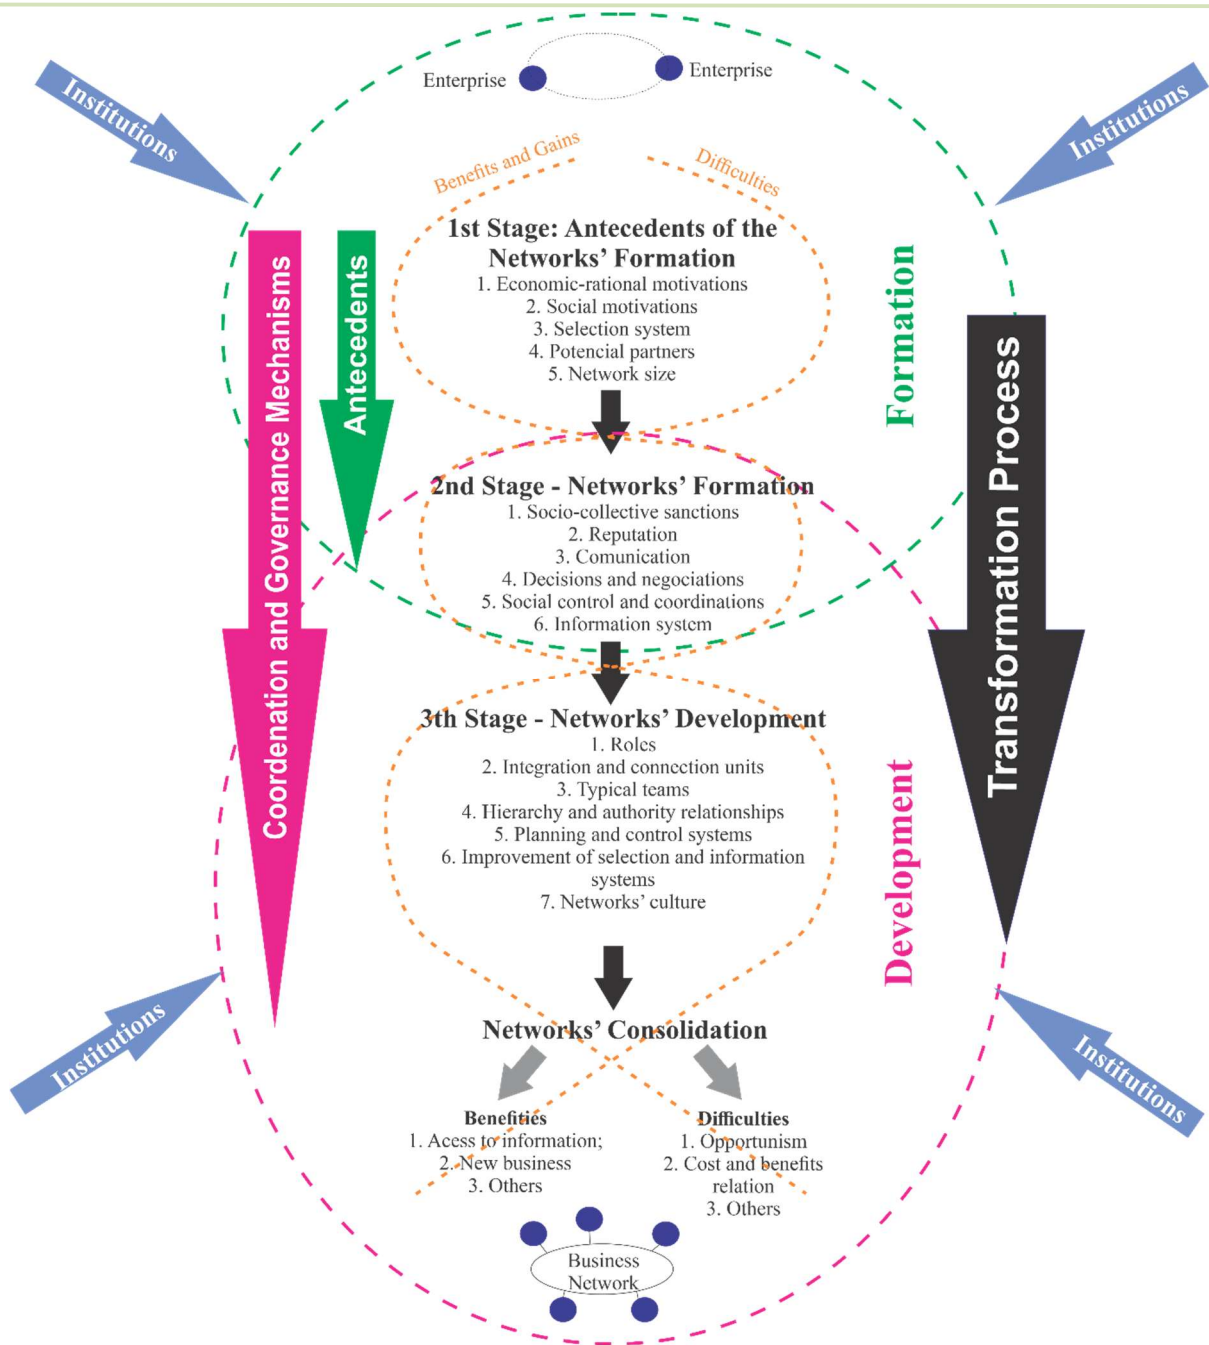 Enterprise
Enterprise
Institutions
Institutions
Benefits and Gains
Difficulties
1st Stage: Antecedents of the
Networks' Formation
1. Economic-rational motivations
2. Social motivations
3. Selection system
4. Potencial partners
5. Network size
Coordenation and Governance Mechanisms
Antecedents
Formation
Transformation Process
2nd Stage - Networks' Formation
1. Socio-collective sanctions
2. Reputation
3. Comunication
4. Decisions and negociations
5. Social control and coordinations
6. Information system
3th Stage - Networks' Development
1. Roles
2. Integration and connection units
3. Typical teams
4. Hierarchy and authority relationships
5. Planning and control systems
6. Improvement of selection and information
systems
7. Networks' culture
Development
Institutions
Institutions
Networks' Consolidation
Benefities
1. Acess to information;
2. New business
3. Others
Difficulties
1. Opportunism
2. Cost and benefits
relation
3. Others
Business
Network